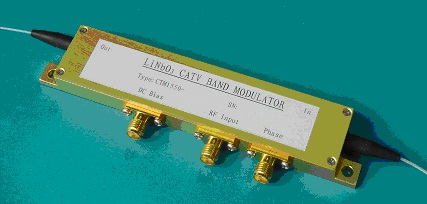 Out
LiNbO3 CATV BAND MODULATOR
In
Type:CTM1550-
SN:
DC Bias
RF Input
Phase